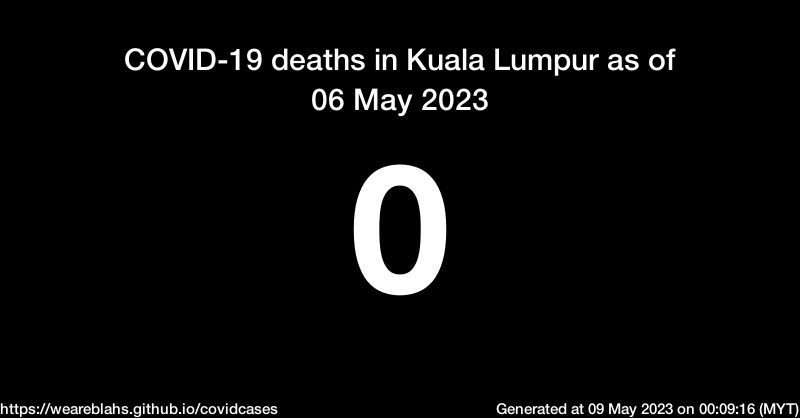 COVID-19 deaths in Kuala Lumpur as of
06 May 2023
0
https://weareblahs.github.io/covidcases
Generated at 09 May 2023 on 00:09:16 (MYT)